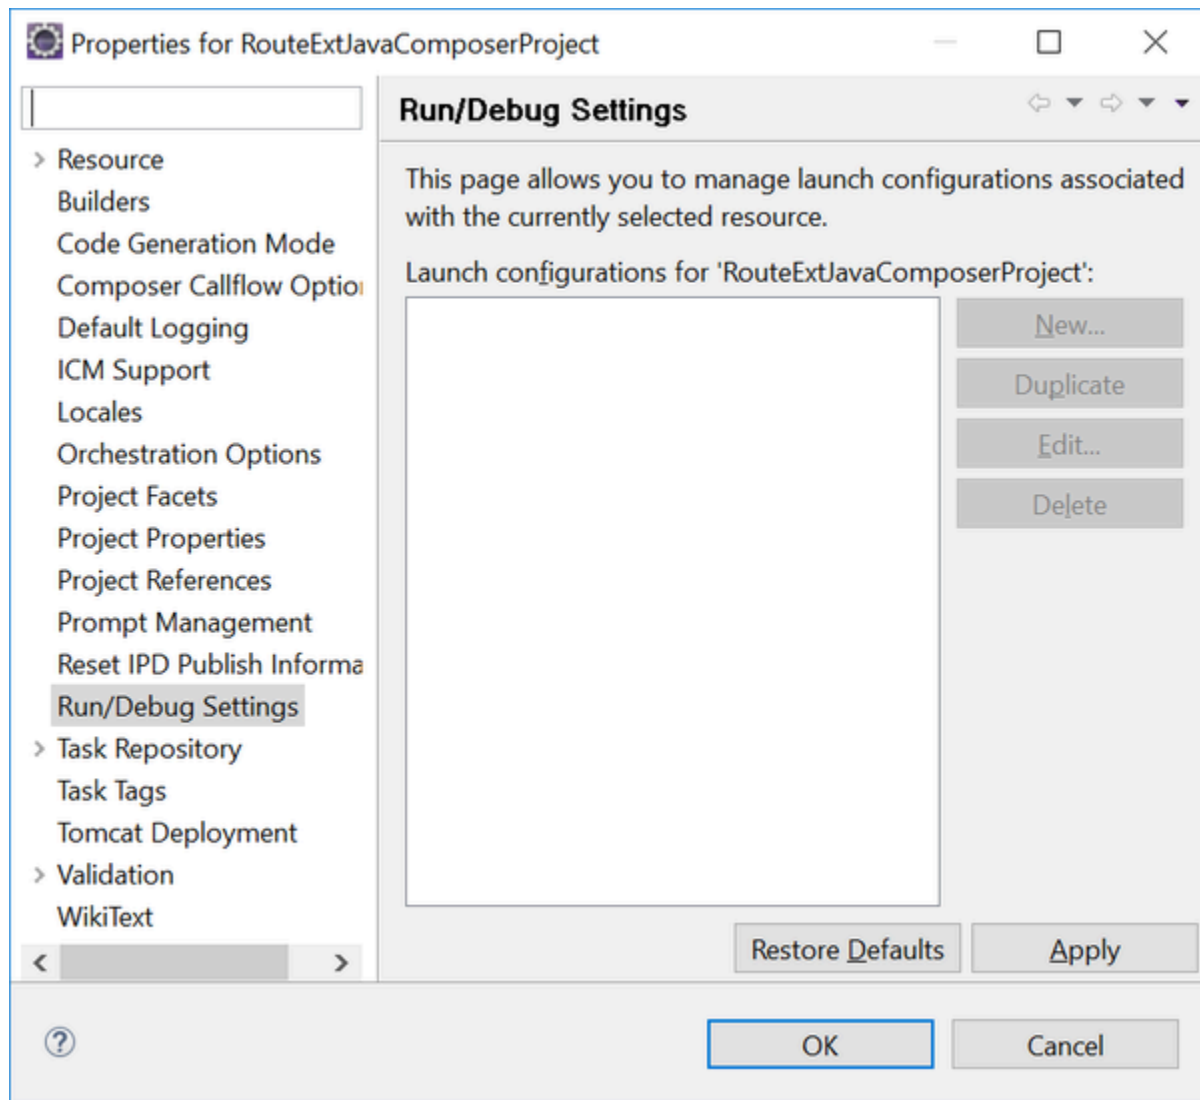 Properties for RouteExtJavaComposerProject
Resource
Builders
Code Generation Mode
Composer Callflow Optio
Default Logging
ICM Support
Locales
Orchestration Options
Project Facets
Project Properties
Project References
Prompt Management
Reset IPD Publish Informa
Run/Debug Settings
Task Repository
Task Tags
Tomcat Deployment
Validation
WikiText
Run/Debug Settings
This page allows you to manage launch configurations associated
with the currently selected resource.
Launch configurations for 'RouteExtJavaComposerProject':
New...
Duplicate
Edit...
Delete
Restore Defaults
Apply
?
OK
Cancel